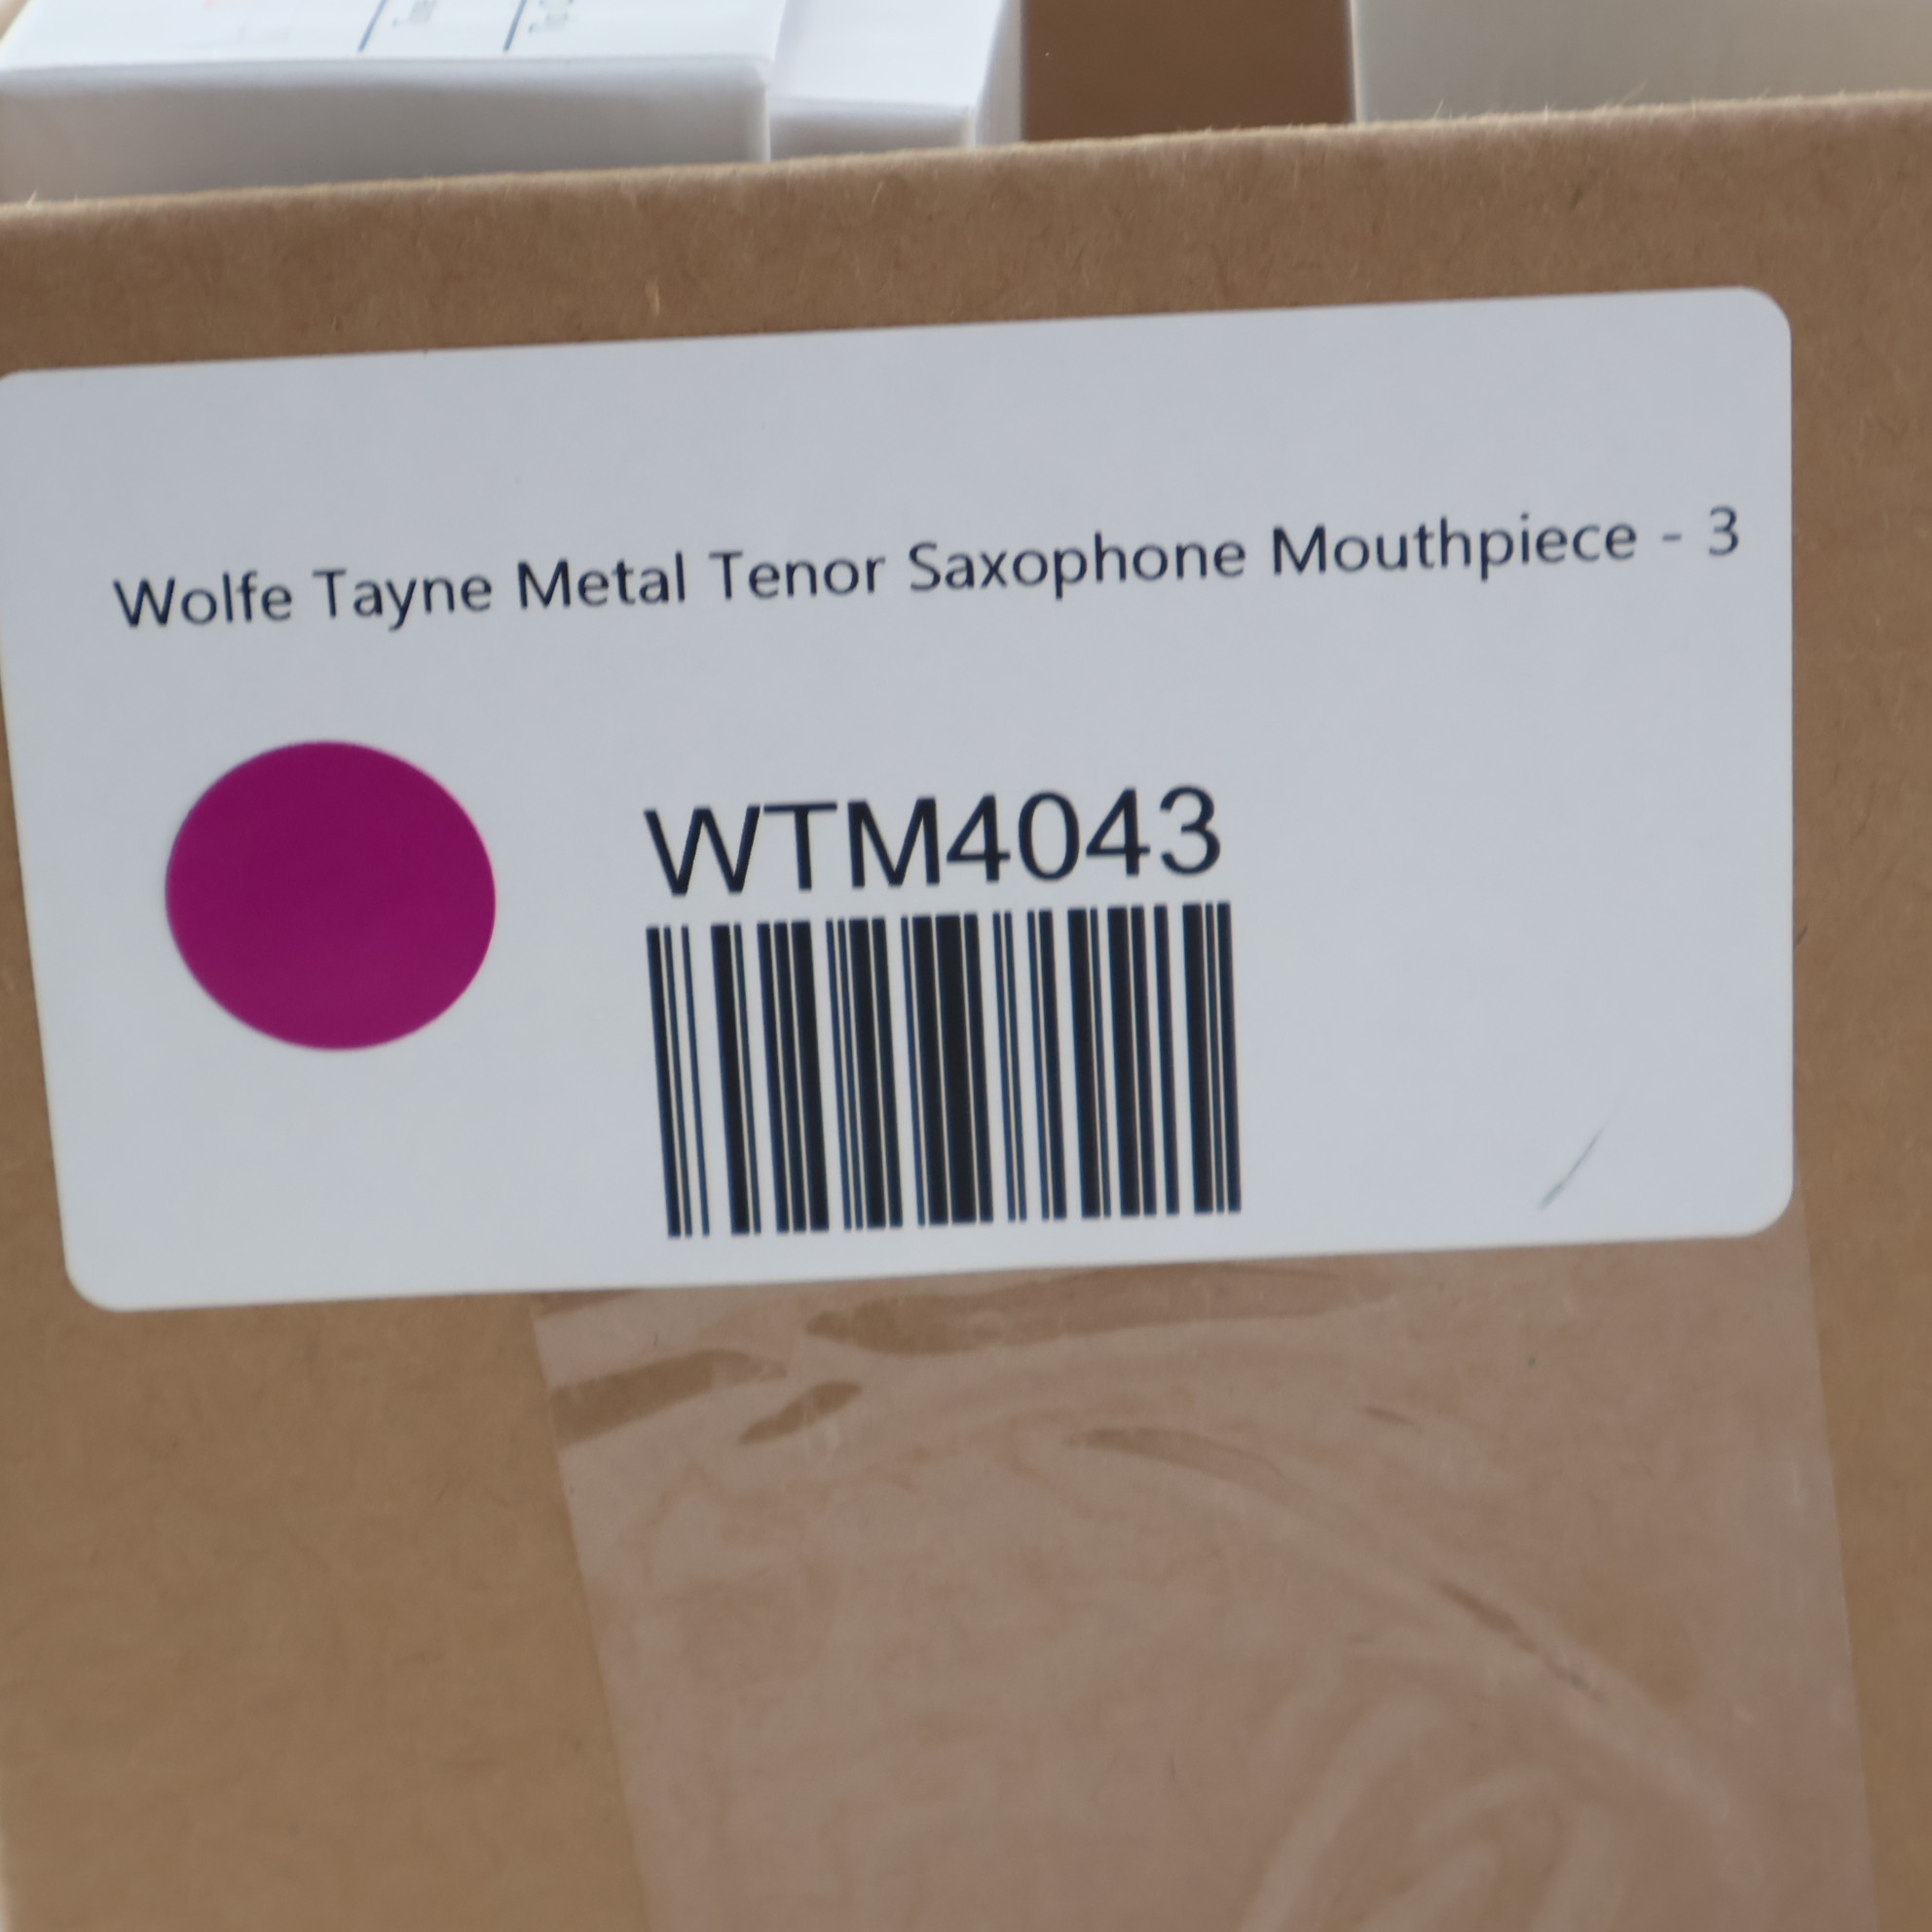 Wolfe Tayne Metal Tenor Saxophone Mouthpiece - 3
WTM4043